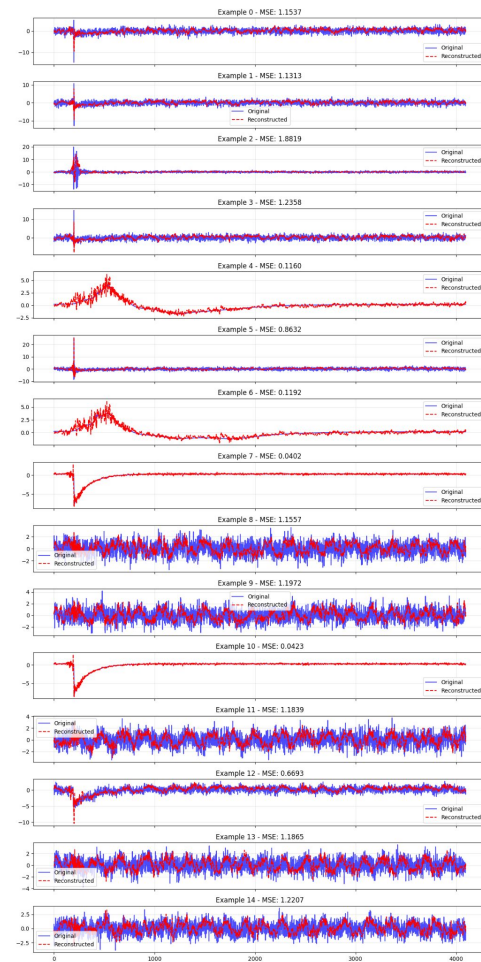 Example 0 - MSE: 1.1537
0
−10
Original
Reconstructed
Example 1 - MSE: 1.1313
10
0
−10
Original
Reconstructed
Example 2 - MSE: 1.8819
20
10
0
−10
Original
Reconstructed
Example 3 - MSE: 1.2358
10
0
Original
Reconstructed
Example 4 - MSE: 0.1160
5.0
2.5
0.0
−2.5
Original
Reconstructed
Example 5 - MSE: 0.8632
20
10
0
−10
Original
Reconstructed
Example 6 - MSE: 0.1192
5.0
2.5
0.0
Original
Reconstructed
Example 7 - MSE: 0.0402
0
−5
Original
Reconstructed
Example 8 - MSE: 1.1557
2
0
−2
Original
Reconstructed
Example 9 - MSE: 1.1972
4
2
0
−2
Original
Reconstructed
Example 10 - MSE: 0.0423
0
−5
Original
Reconstructed
Example 11 - MSE: 1.1839
4
2
0
−2
Original
Reconstructed
Example 12 - MSE: 0.6693
0
−5
−10
Original
Reconstructed
Example 13 - MSE: 1.1865
2
0
−2
−4
Original
Reconstructed
Example 14 - MSE: 1.2207
2.5
0.0
−2.5
Original
Reconstructed
0 1000 2000 3000 4000